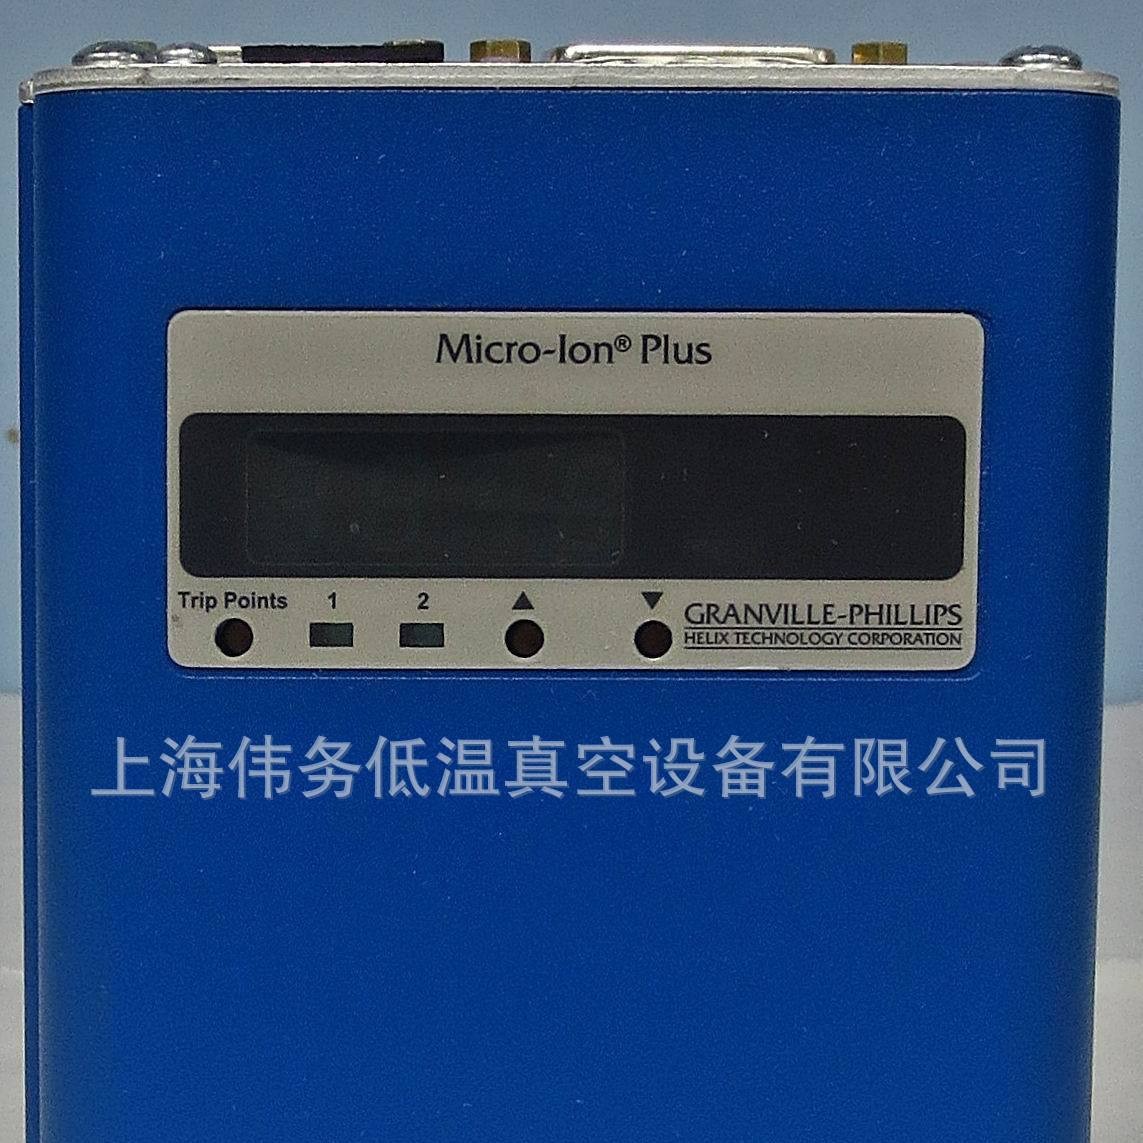 Micro-Ion® Plus
Trip Points 1 2 ▲ ▼
GRANVILLE-PHILLIPS
HELIX TECHNOLOGY CORPORATION
上海伟务低温真空设备有限公司